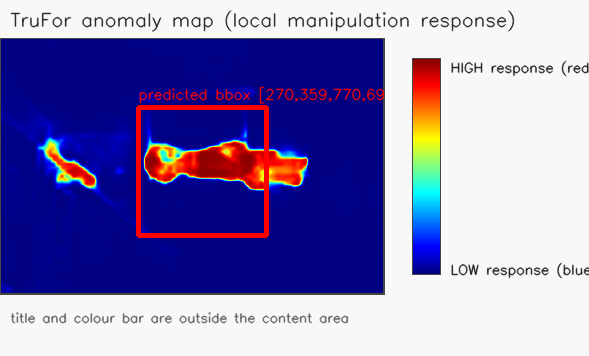 TruFor anomaly map (local manipulation response)
predicted bbox [270,359,770,69
HIGH response (red
LOW response (blue
title and colour bar are outside the content area